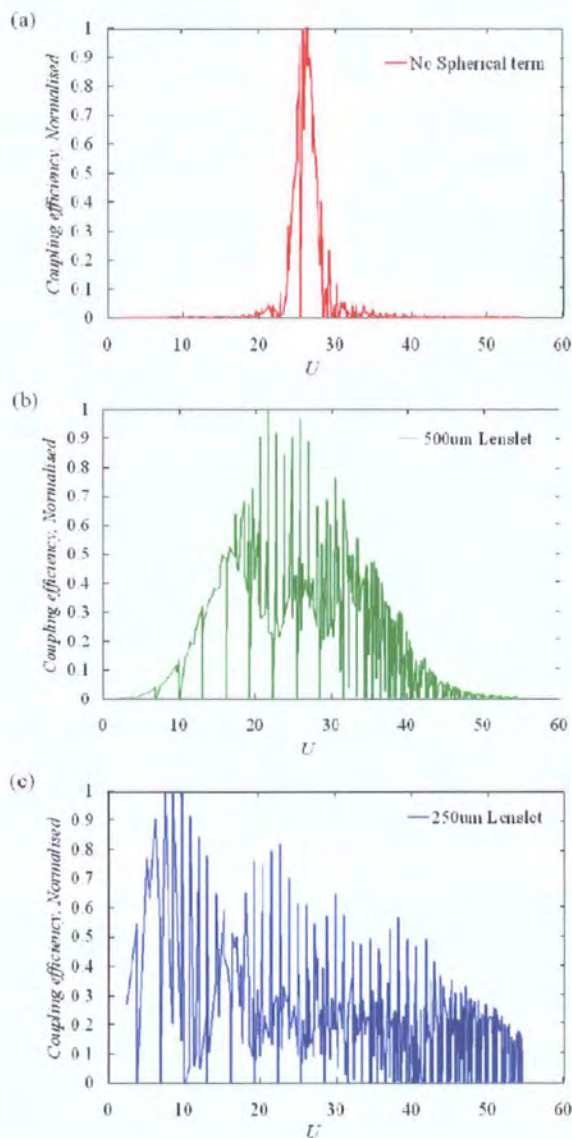 (a)
Coupling efficiency, Normalised
1
0.9
0.8
0.7
0.6
0.5
0.4
0.3
0.2
0.1
0
No Spherical term
0 10 20 30 40 50 60
U
(b)
Coupling efficiency, Normalised
1
0.9
0.8
0.7
0.6
0.5
0.4
0.3
0.2
0.1
0
500um Lenslet
0 10 20 30 40 50 60
U
(c)
Coupling efficiency, Normalised
1
0.9
0.8
0.7
0.6
0.5
0.4
0.3
0.2
0.1
0
250um Lenslet
0 10 20 30 40 50 60
U